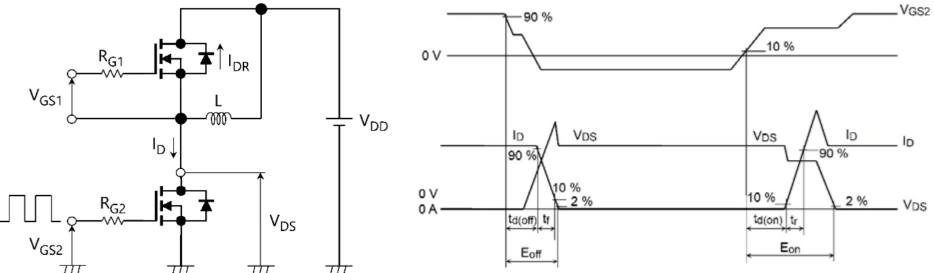 RG1
IDR
VGS1
L
VDD
ID
RG2
VDS
VGS2
90 %
VGS2
0 V
10 %
ID
VDS
VDS
ID
ID
90 %
90 %
0 V
10 %
10 %
2 %
2 %
0 A
VDS
td(off)
tf
td(on)
tr
Eoff
Eon